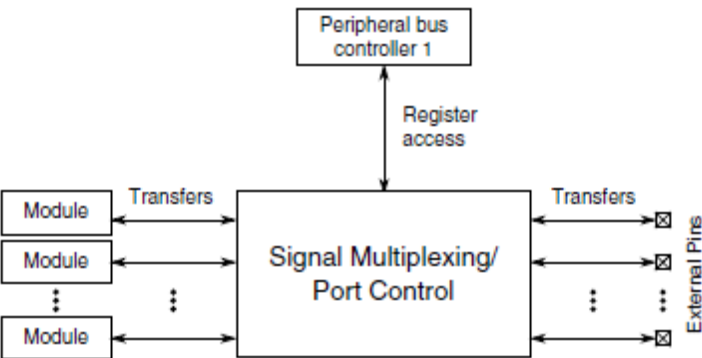 Peripheral bus
controller 1
Register
access
Transfers
Transfers
Module
Module
Module
Signal Multiplexing/
Port Control
External Pins